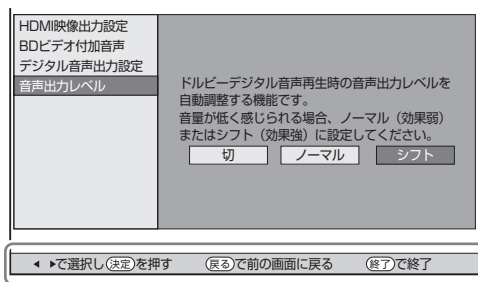 HDMI映像出力設定
BDビデオ付加音声
デジタル音声出力設定
音声出力レベル
ドルビーデジタル音声再生時の音声出力レベルを
自動調整する機能です。
音量が低く感じられる場合、ノーマル（効果弱）
またはシフト（効果強）に設定してください。
切 ノーマル シフト
◀ ▶で選択し決定を押す 戻るで前の画面に戻る 終了で終了